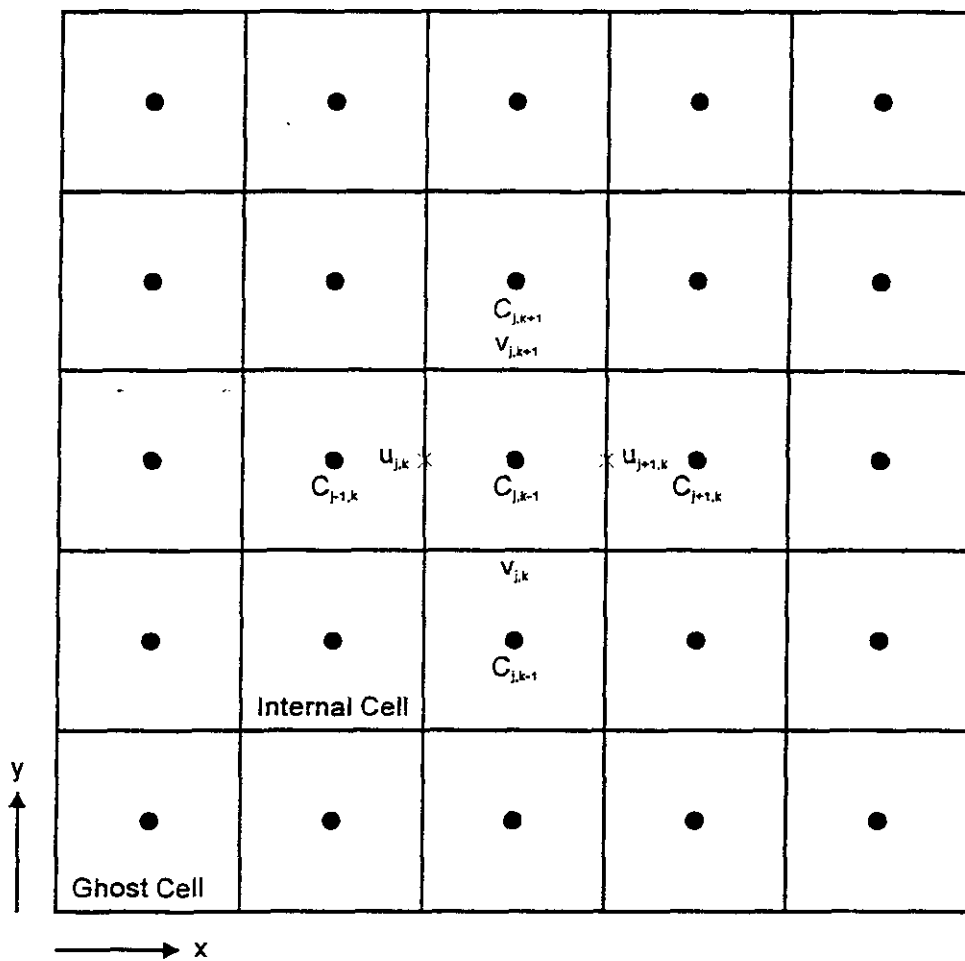 C_{j,k+1}
v_{j,k+1}
u_{j,k} u_{j+1,k}
C_{j-1,k} C_{j,k-1} C_{j+1,k}
v_{j,k}
C_{j,k-1}
Internal Cell
y
Ghost Cell
x